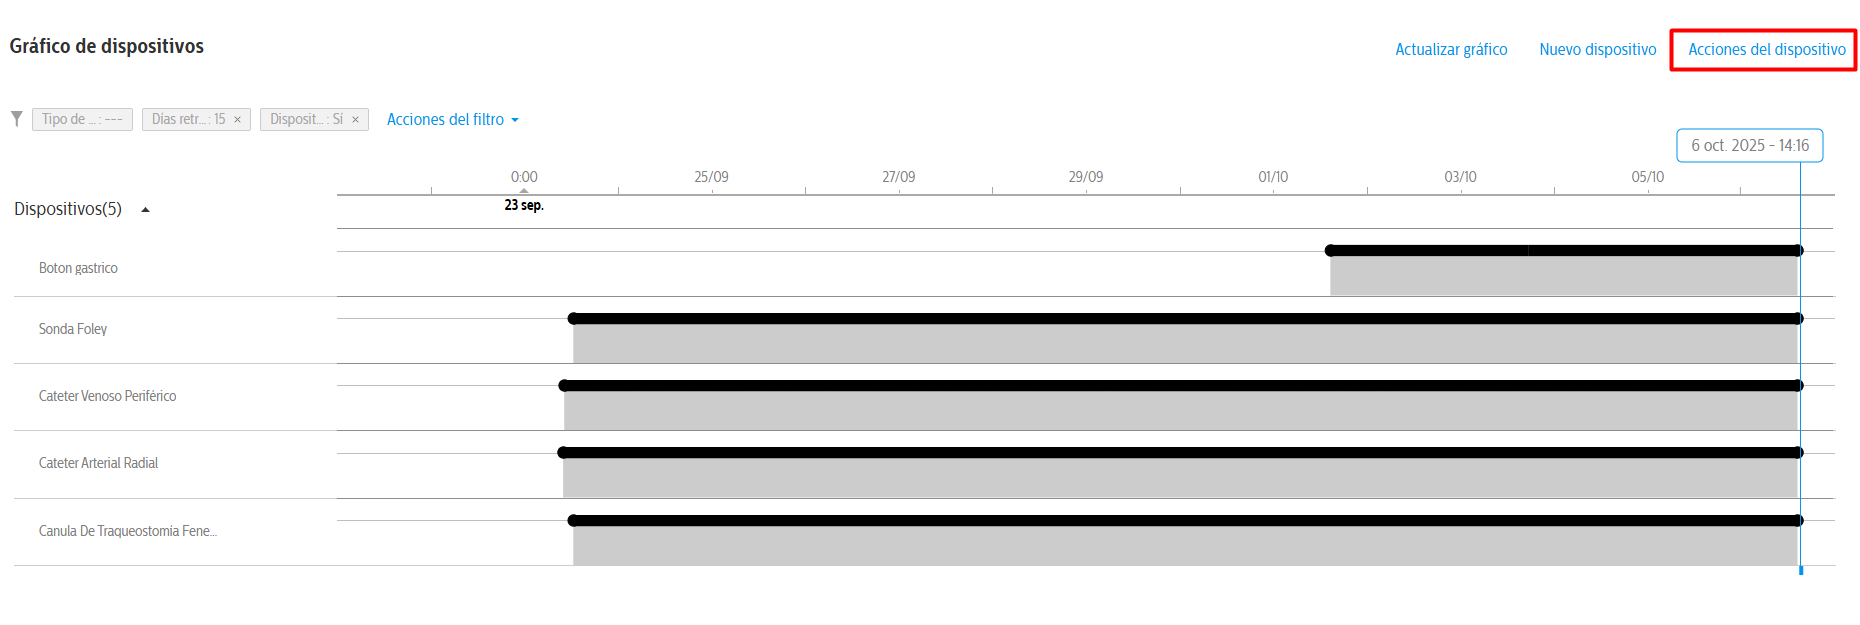 Gráfico de dispositivos
Actualizar gráfico Nuevo dispositivo Acciones del dispositivo
Tipo de ... : --- Días retr... : 15 × Disposit... : Sí × Acciones del filtro
6 oct. 2025 - 14:16
0:00 25/09 27/09 29/09 01/10 03/10 05/10
23 sep.
Dispositivos(5)
Boton gastrico
Sonda Foley
Cateter Venoso Periférico
Cateter Arterial Radial
Canula De Traqueostomia Fene...